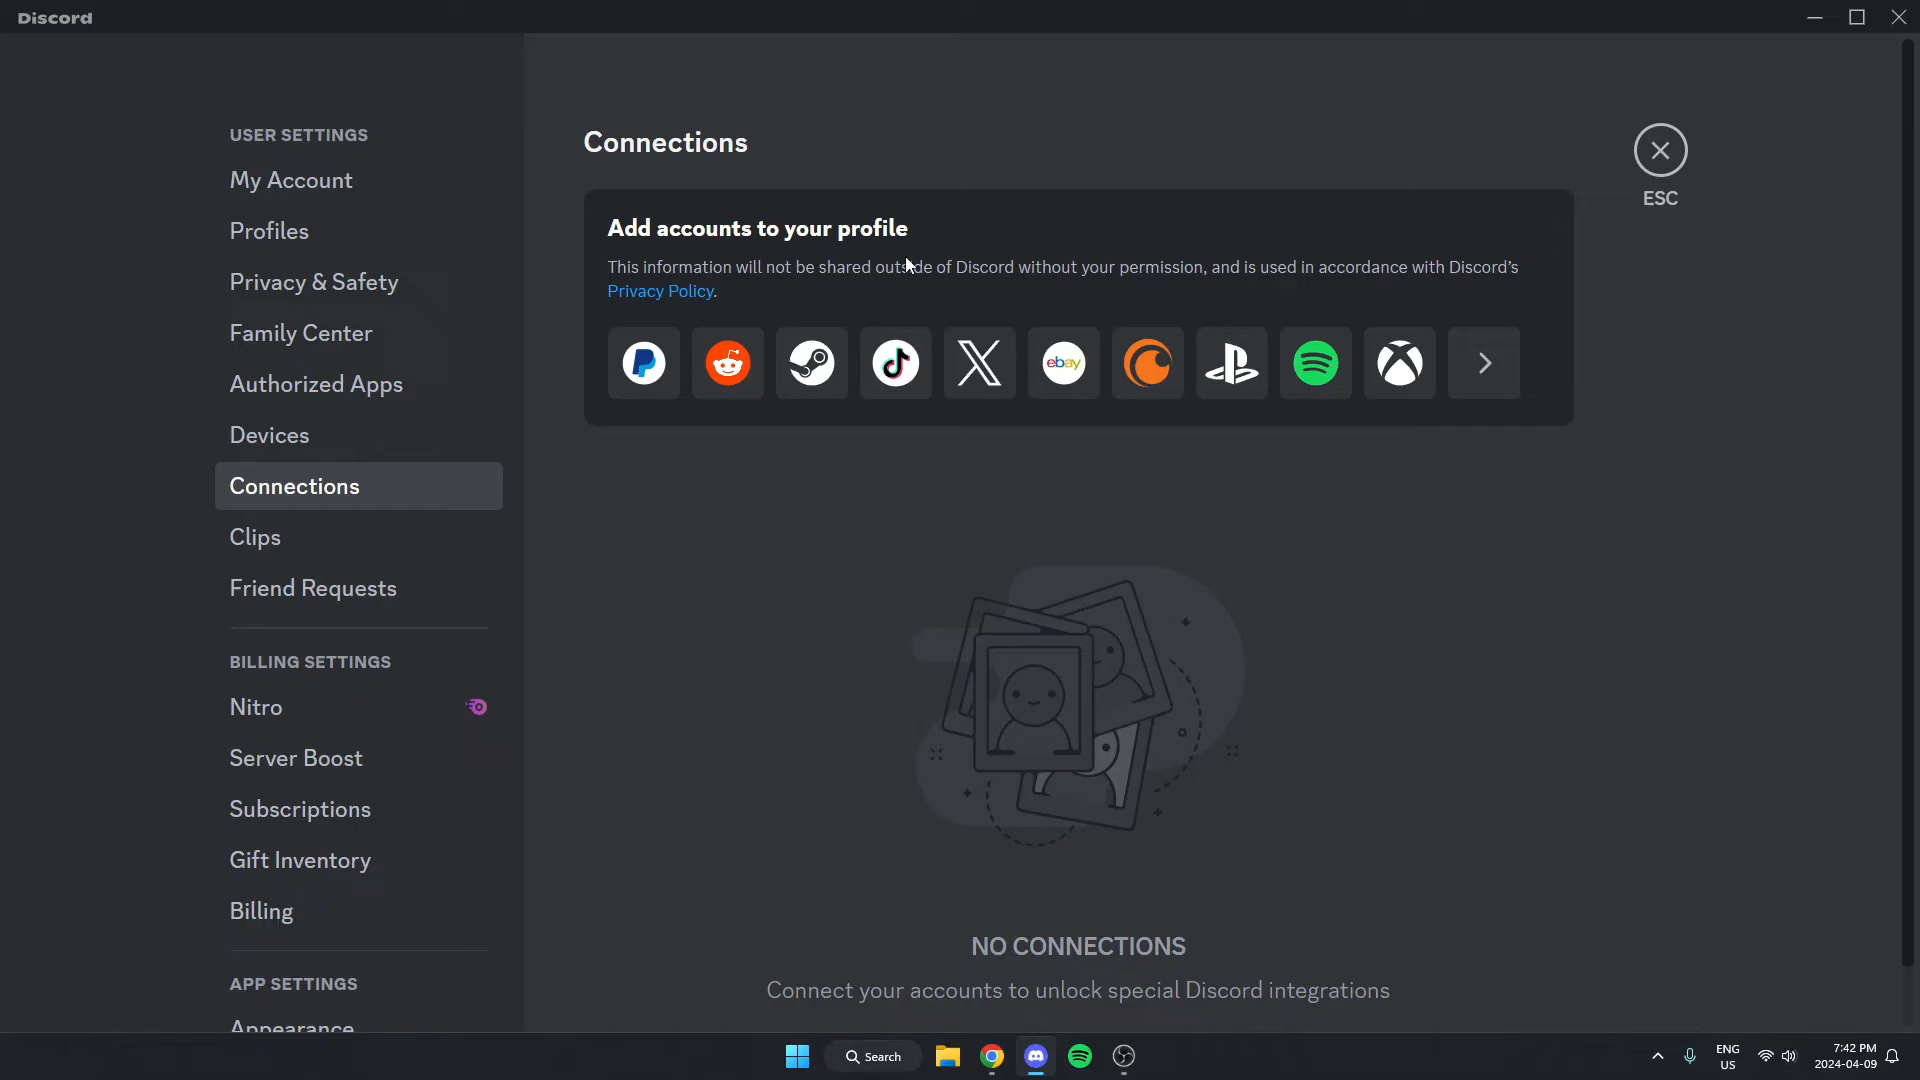 Discord
USER SETTINGS
My Account
Profiles
Privacy & Safety
Family Center
Authorized Apps
Devices
Connections
Clips
Friend Requests
BILLING SETTINGS
Nitro
Server Boost
Subscriptions
Gift Inventory
Billing
APP SETTINGS
Appearance
Connections
ESC
Add accounts to your profile
This information will not be shared outside of Discord without your permission, and is used in accordance with Discord's
Privacy Policy.
ebay
NO CONNECTIONS
Connect your accounts to unlock special Discord integrations
Search
ENG
US
7:42 PM
2024-04-09